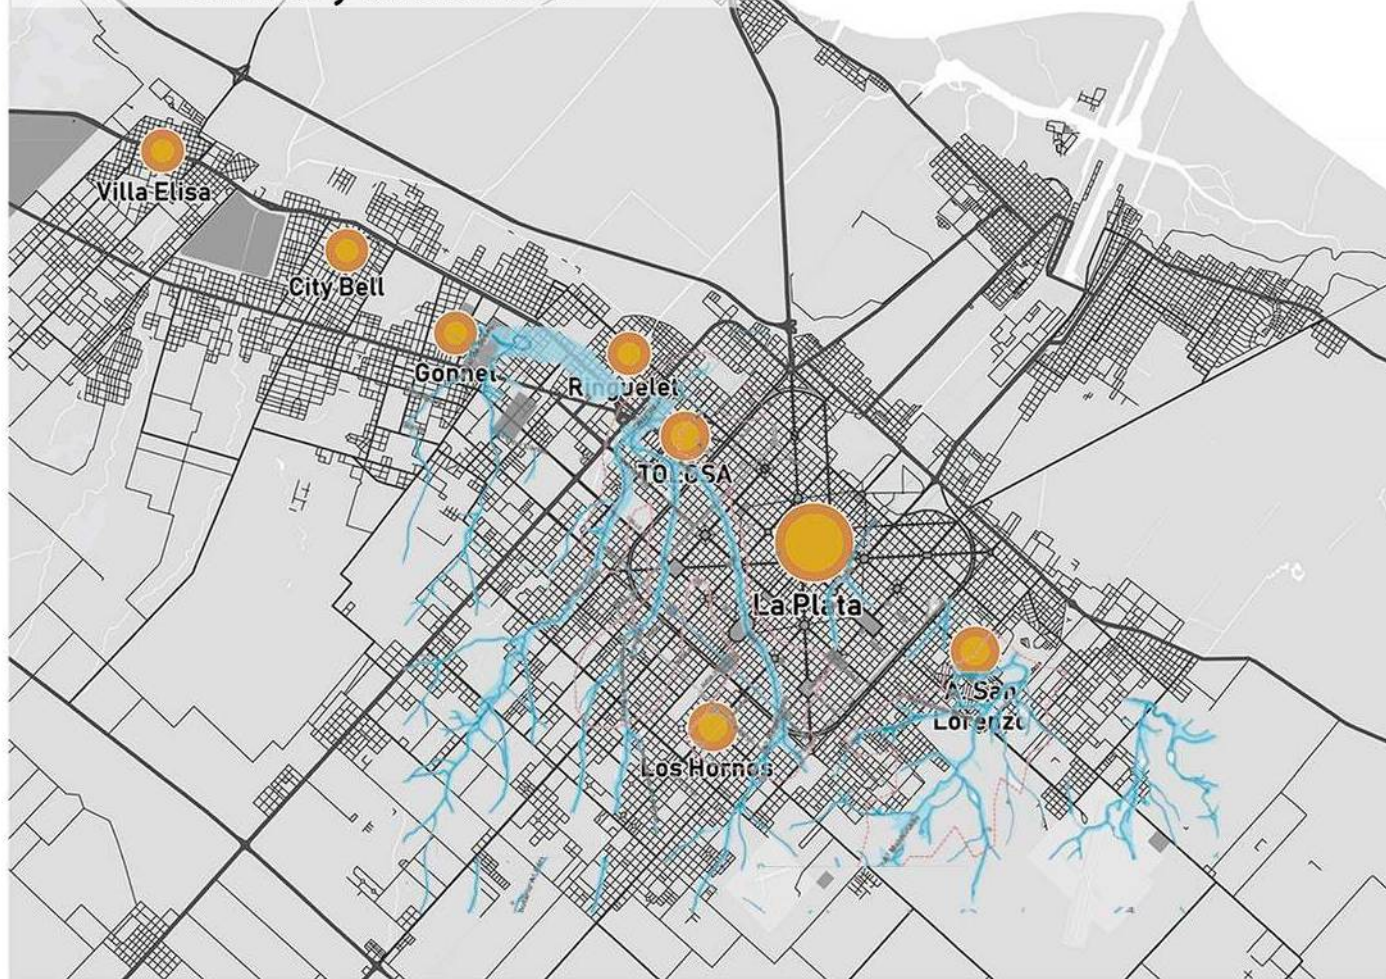 Villa Elisa
City Bell
Gonnet
Ringuelet
TOLOSA
La Plata
A. San
Lorenzo
Los Hornos